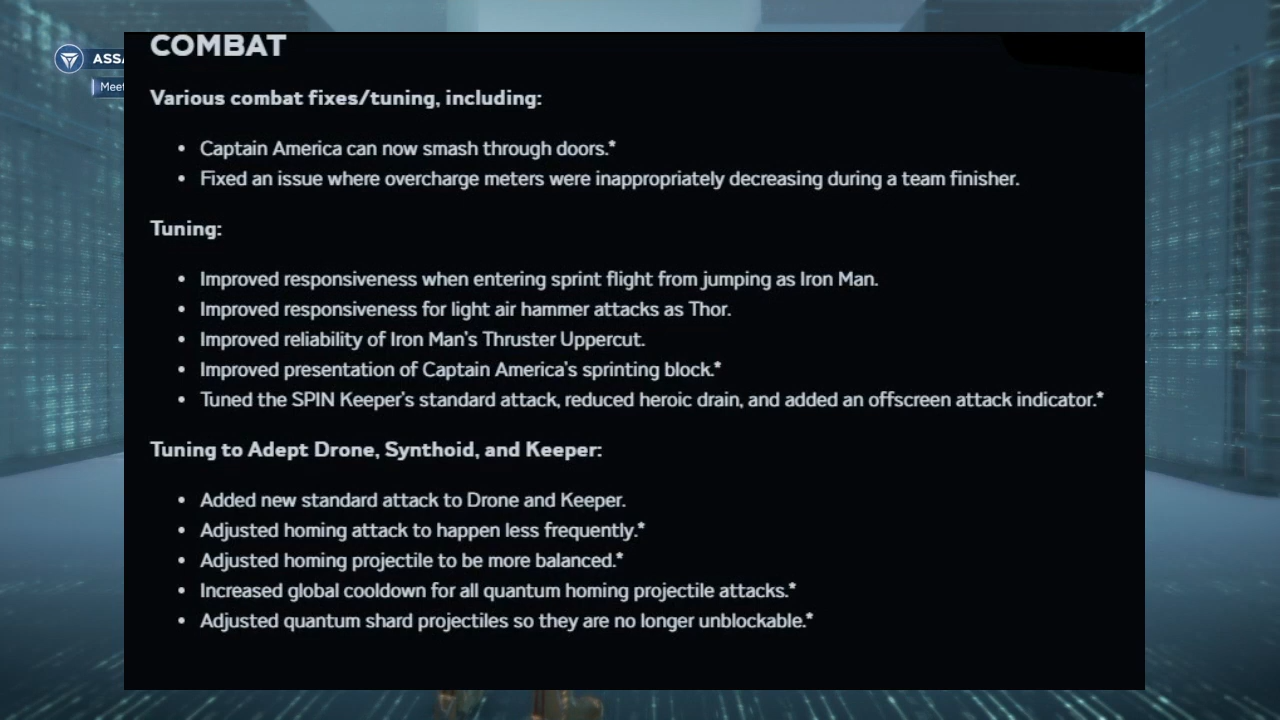 COMBAT
ASSA
Meet
Various combat fixes/tuning, including:
• Captain America can now smash through doors.*
• Fixed an issue where overcharge meters were inappropriately decreasing during a team finisher.
Tuning:
• Improved responsiveness when entering sprint flight from jumping as Iron Man.
• Improved responsiveness for light air hammer attacks as Thor.
• Improved reliability of Iron Man's Thruster Uppercut.
• Improved presentation of Captain America's sprinting block.*
• Tuned the SPIN Keeper's standard attack, reduced heroic drain, and added an offscreen attack indicator.*
Tuning to Adept Drone, Synthoid, and Keeper:
• Added new standard attack to Drone and Keeper.
• Adjusted homing attack to happen less frequently.*
• Adjusted homing projectile to be more balanced.*
• Increased global cooldown for all quantum homing projectile attacks.*
• Adjusted quantum shard projectiles so they are no longer unblockable.*